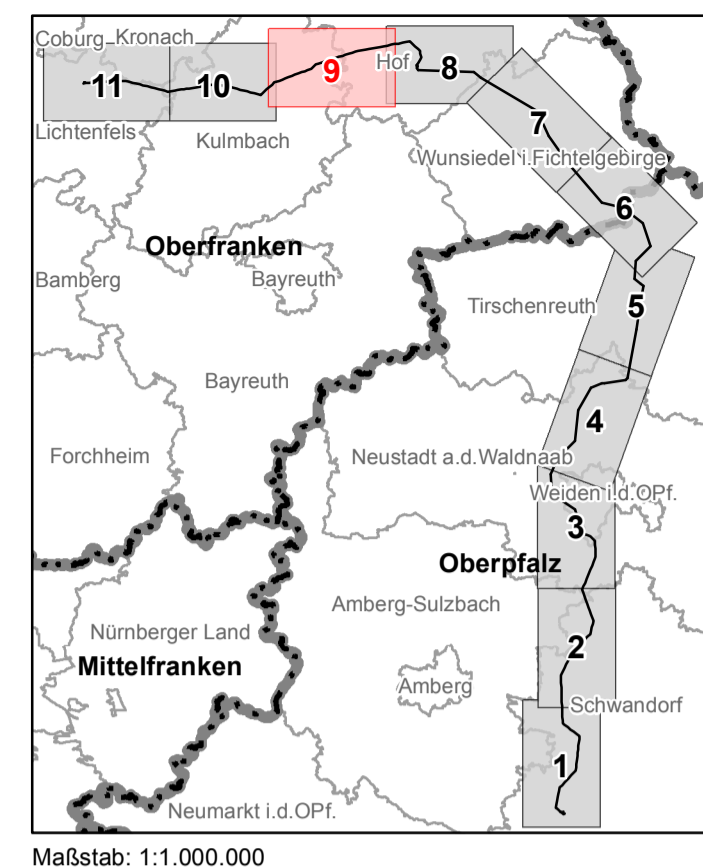 Coburg Kronach
Hof
11
10
9
8
Lichtenfels
Kulmbach
7
Wunsiedel i.Fichtelgebirge
6
Oberfranken
Bamberg
Bayreuth
Tirschenreuth
5
Bayreuth
4
Forchheim
Neustadt a.d.Waldnaab
Weiden i.d.OPf.
3
Oberpfalz
Amberg-Sulzbach
Nürnberger Land
2
Mittelfranken
Amberg
Schwandorf
1
Neumarkt i.d.OPf.
Maßstab: 1:1.000.000